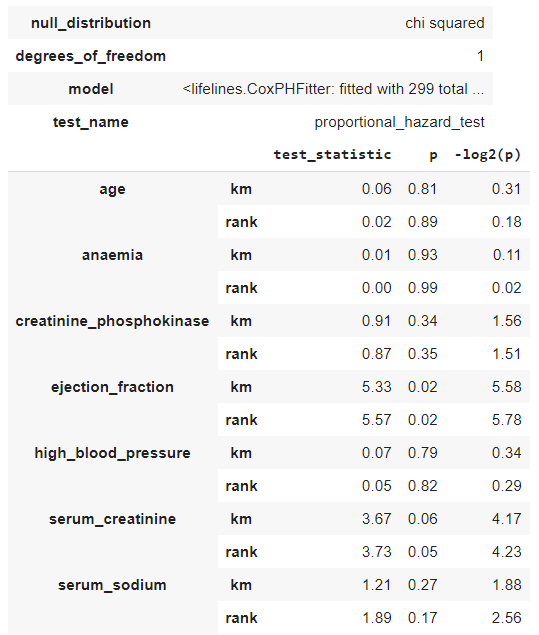 null_distribution chi squared
degrees_of_freedom 1
model <lifelines.CoxPHFitter: fitted with 299 total ...
test_name proportional_hazard_test
test_statistic p -log2(p)
age km 0.06 0.81 0.31
rank 0.02 0.89 0.18
anaemia km 0.01 0.93 0.11
rank 0.00 0.99 0.02
creatinine_phosphokinase km 0.91 0.34 1.56
rank 0.87 0.35 1.51
ejection_fraction km 5.33 0.02 5.58
rank 5.57 0.02 5.78
high_blood_pressure km 0.07 0.79 0.34
rank 0.05 0.82 0.29
serum_creatinine km 3.67 0.06 4.17
rank 3.73 0.05 4.23
serum_sodium km 1.21 0.27 1.88
rank 1.89 0.17 2.56